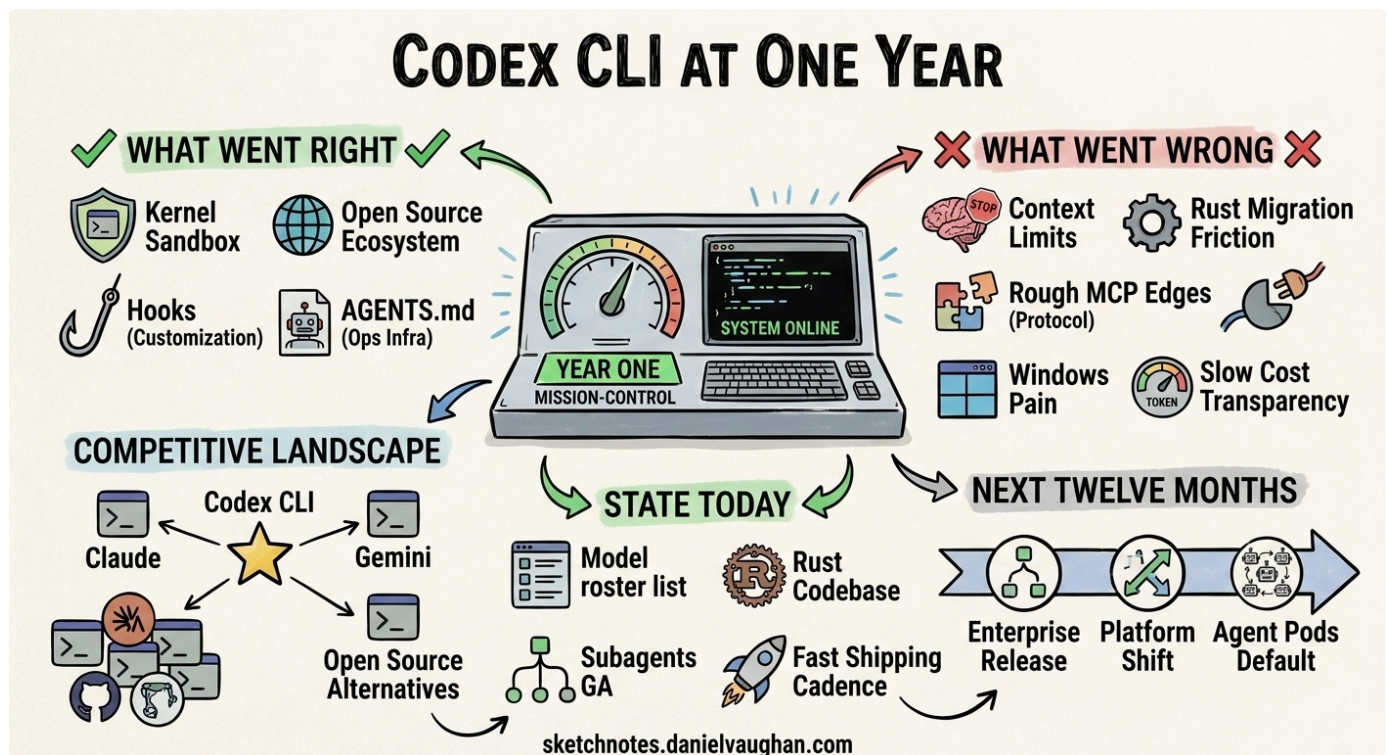 CODEX CLI AT ONE YEAR
WHAT WENT RIGHT
Kernel
Sandbox
Open Source
Ecosystem
Hooks
(Customization)
AGENTS.md
(Ops Infra)
SYSTEM ONLINE
YEAR ONE
MISSION-CONTROL
WHAT WENT WRONG
STOP
Context
Limits
Rust Migration
Friction
Rough MCP Edges
(Protocol)
Windows
Pain
TOKEN
Slow Cost
Transparency
COMPETITIVE LANDSCAPE
Codex CLI
Claude
Gemini
Open Source
Alternatives
STATE TODAY
Model
roster list
R
Rust
Codebase
Subagents
GA
Fast Shipping
Cadence
NEXT TWELVE MONTHS
Enterprise
Release
Platform
Shift
Agent Pods
Default
sketchnotes.danielvaughan.com